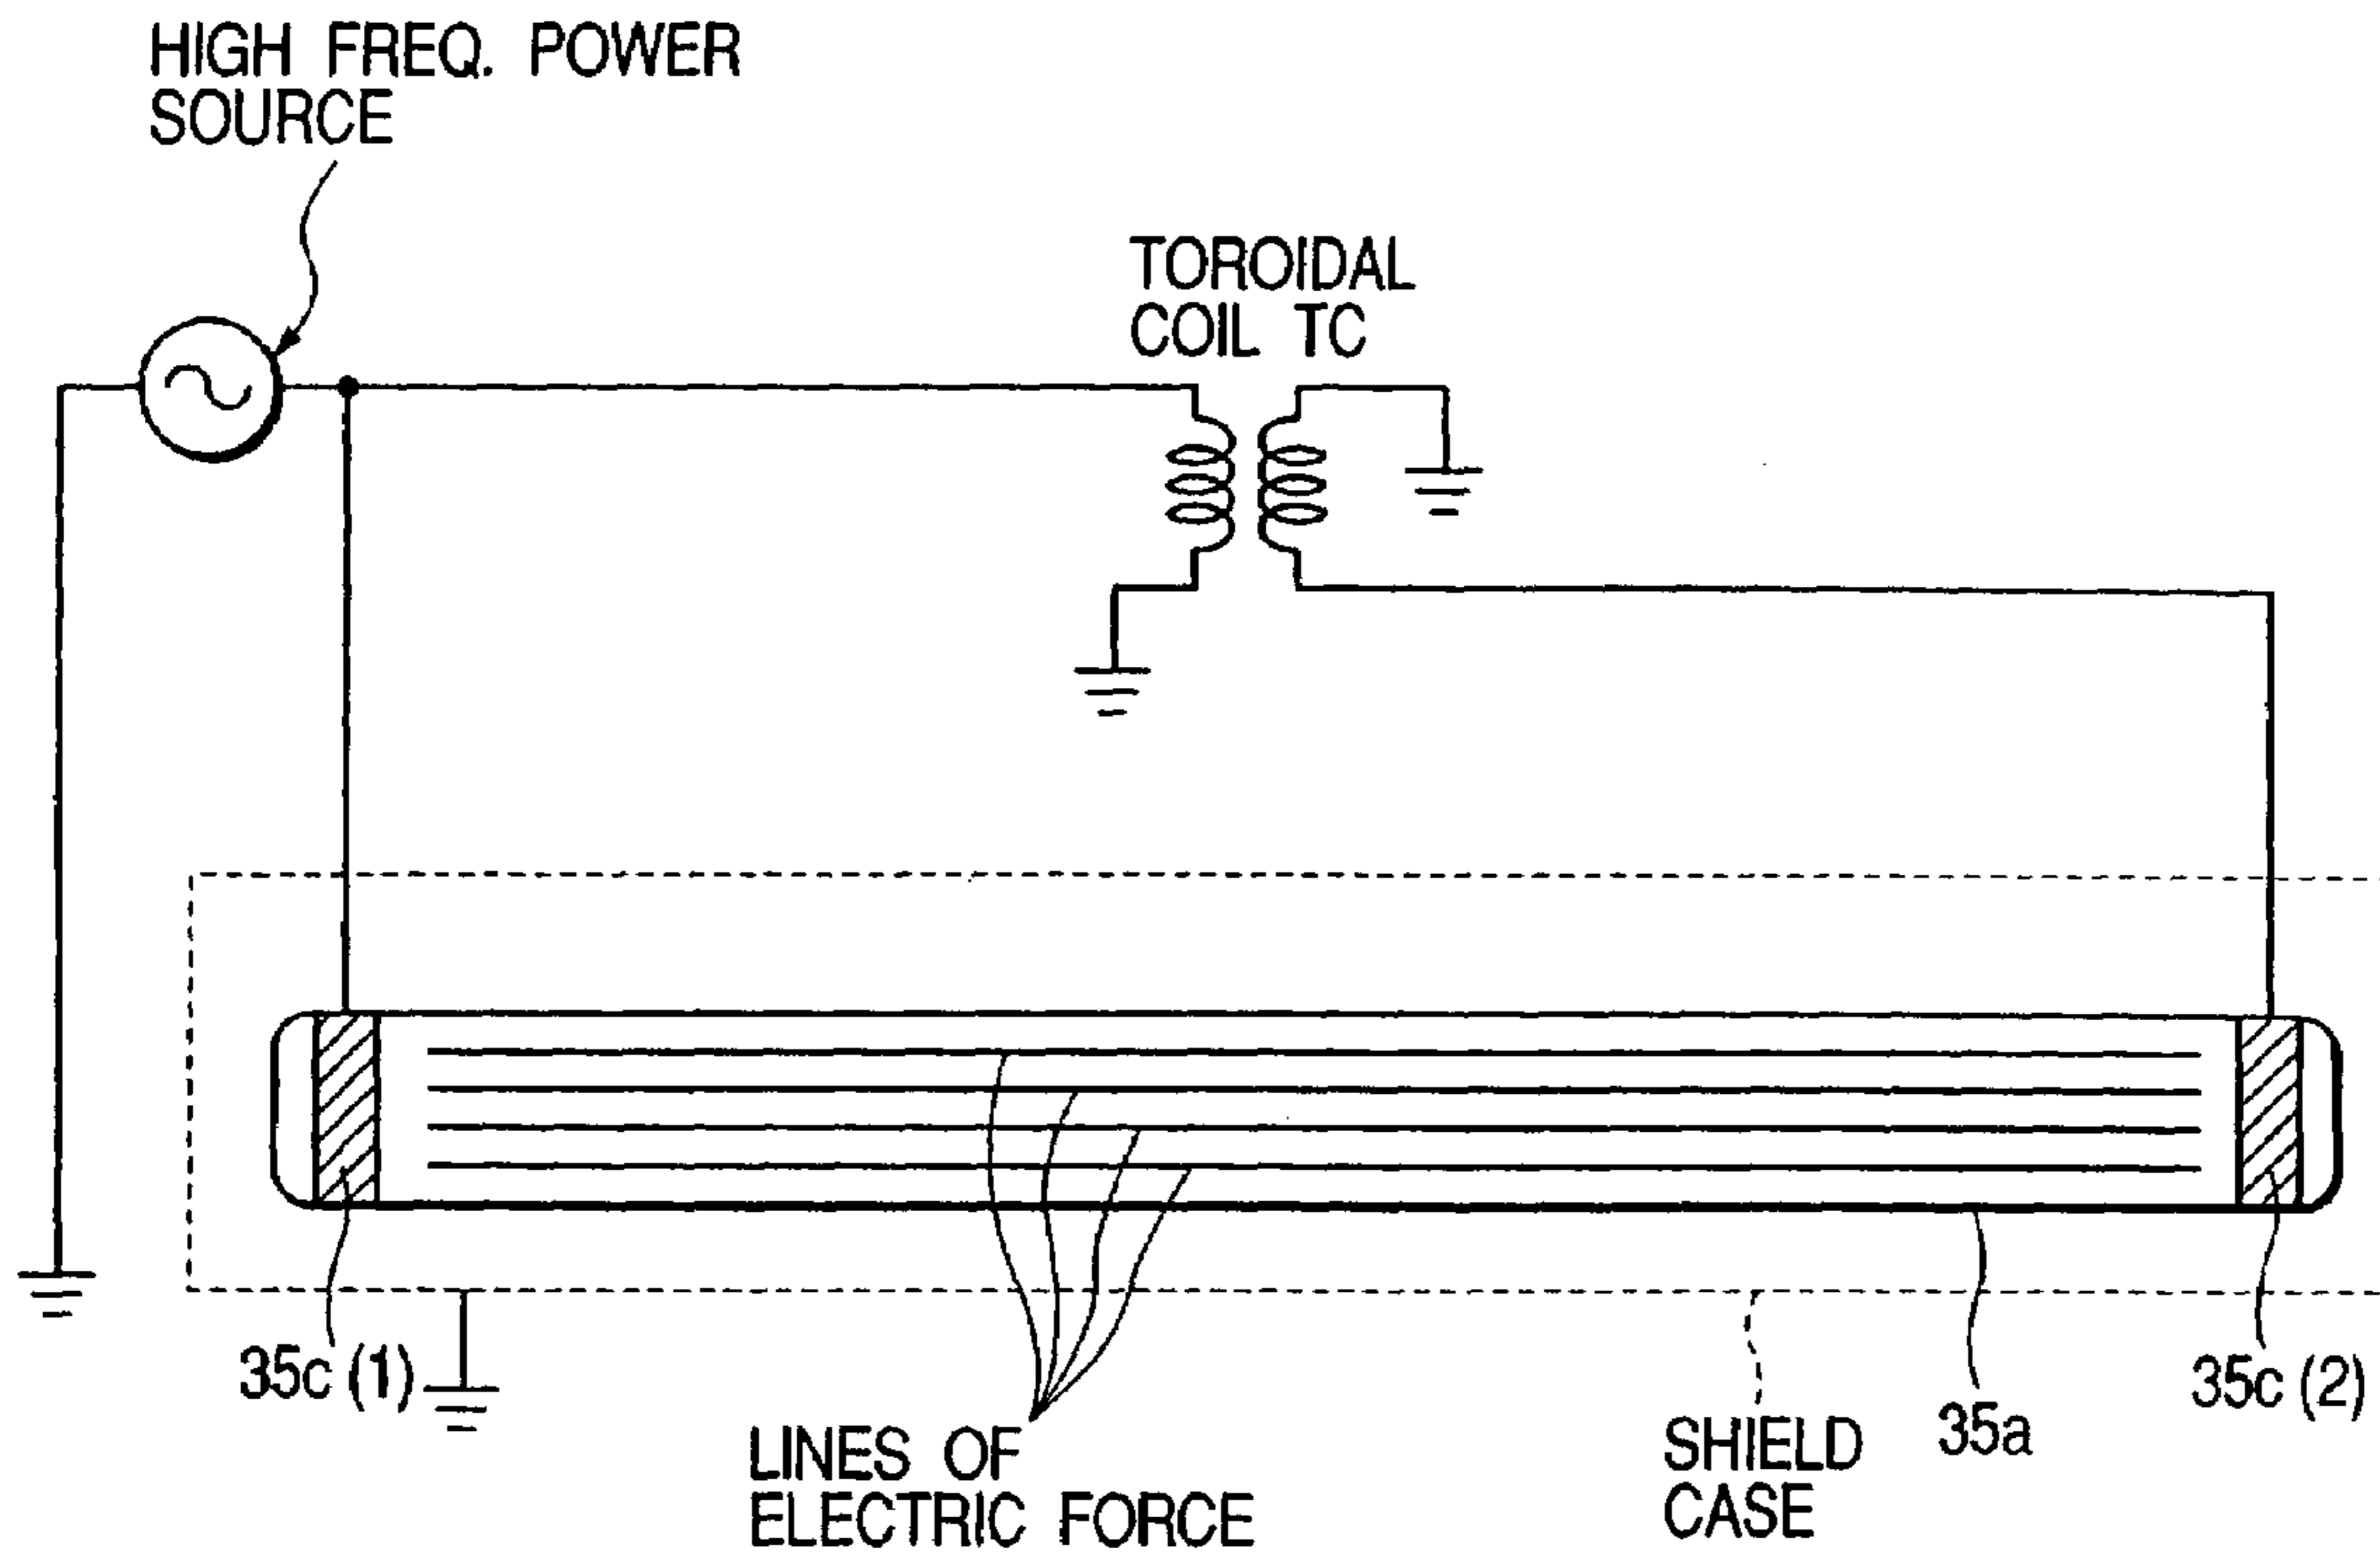 HIGH FREQ. POWER
SOURCE
TOROIDAL
COIL TC
35c (1)
LINES OF
ELECTRIC FORCE
SHIELD
CASE
35a
35c (2)